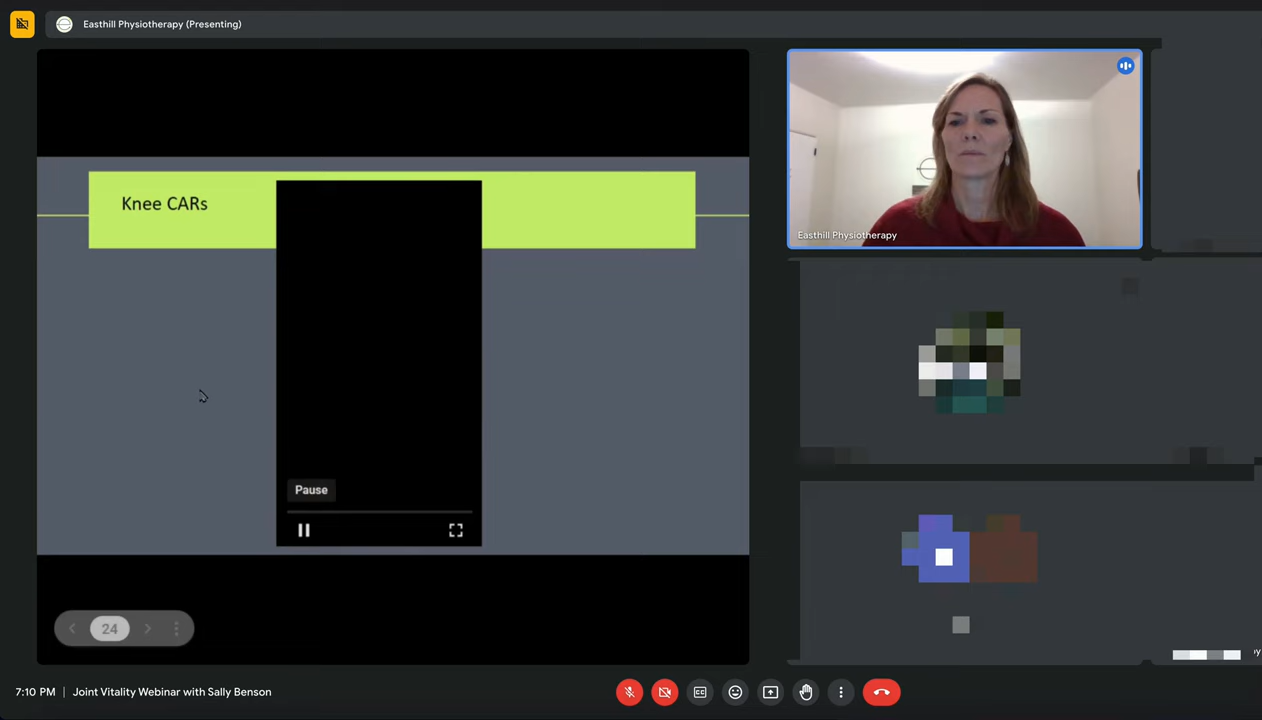 Easthill Physiotherapy (Presenting)
Knee CARs
Pause
24
Easthill Physiotherapy
7:10 PM | Joint Vitality Webinar with Sally Benson